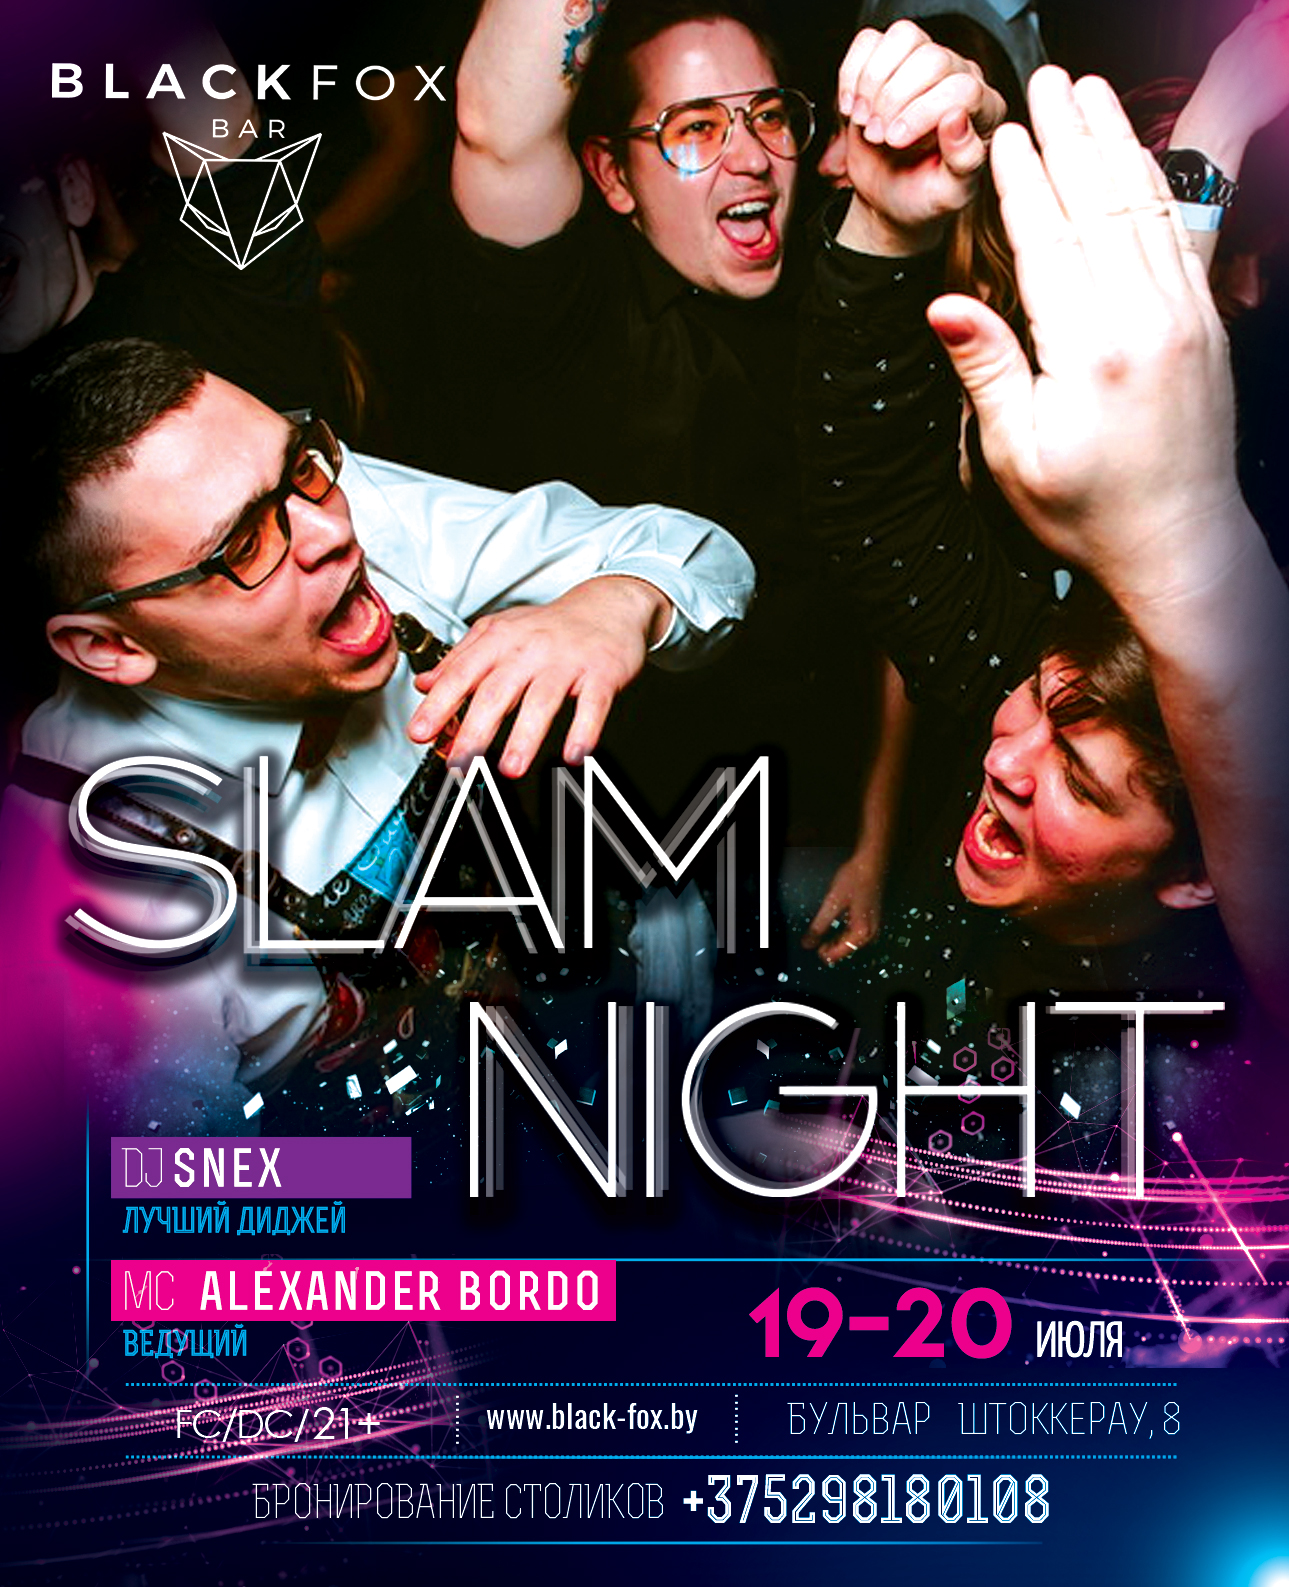 BLACKFOX
BAR
SLAM
NIGHT
DJ SNEX
ЛУЧШИЙ ДИДЖЕЙ
MC ALEXANDER BORDO
ВЕДУЩИЙ
19-20 ИЮЛЯ
FC/DC/21+
www.black-fox.by
БУЛЬВАР ШТОККЕРАУ, 8
БРОНИРОВАНИЕ СТОЛИКОВ +375298180108